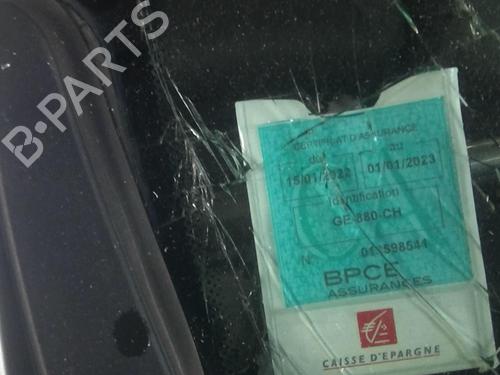 B-PARTS
CERTIFICAT D'ASSURANCE
du au
15/01/2022 01/01/2023
Identification
GE-880-CH
N°
BPCE
ASSURANCES
CAISSE D'EPARGNE